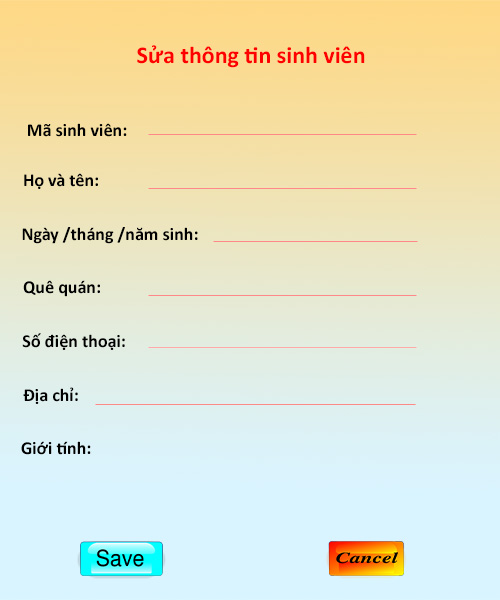 Sửa thông tin sinh viên
Mã sinh viên:
Họ và tên:
Ngày /tháng /năm sinh:
Quê quán:
Số điện thoại:
Địa chỉ:
Giới tính:
Save
Cancel